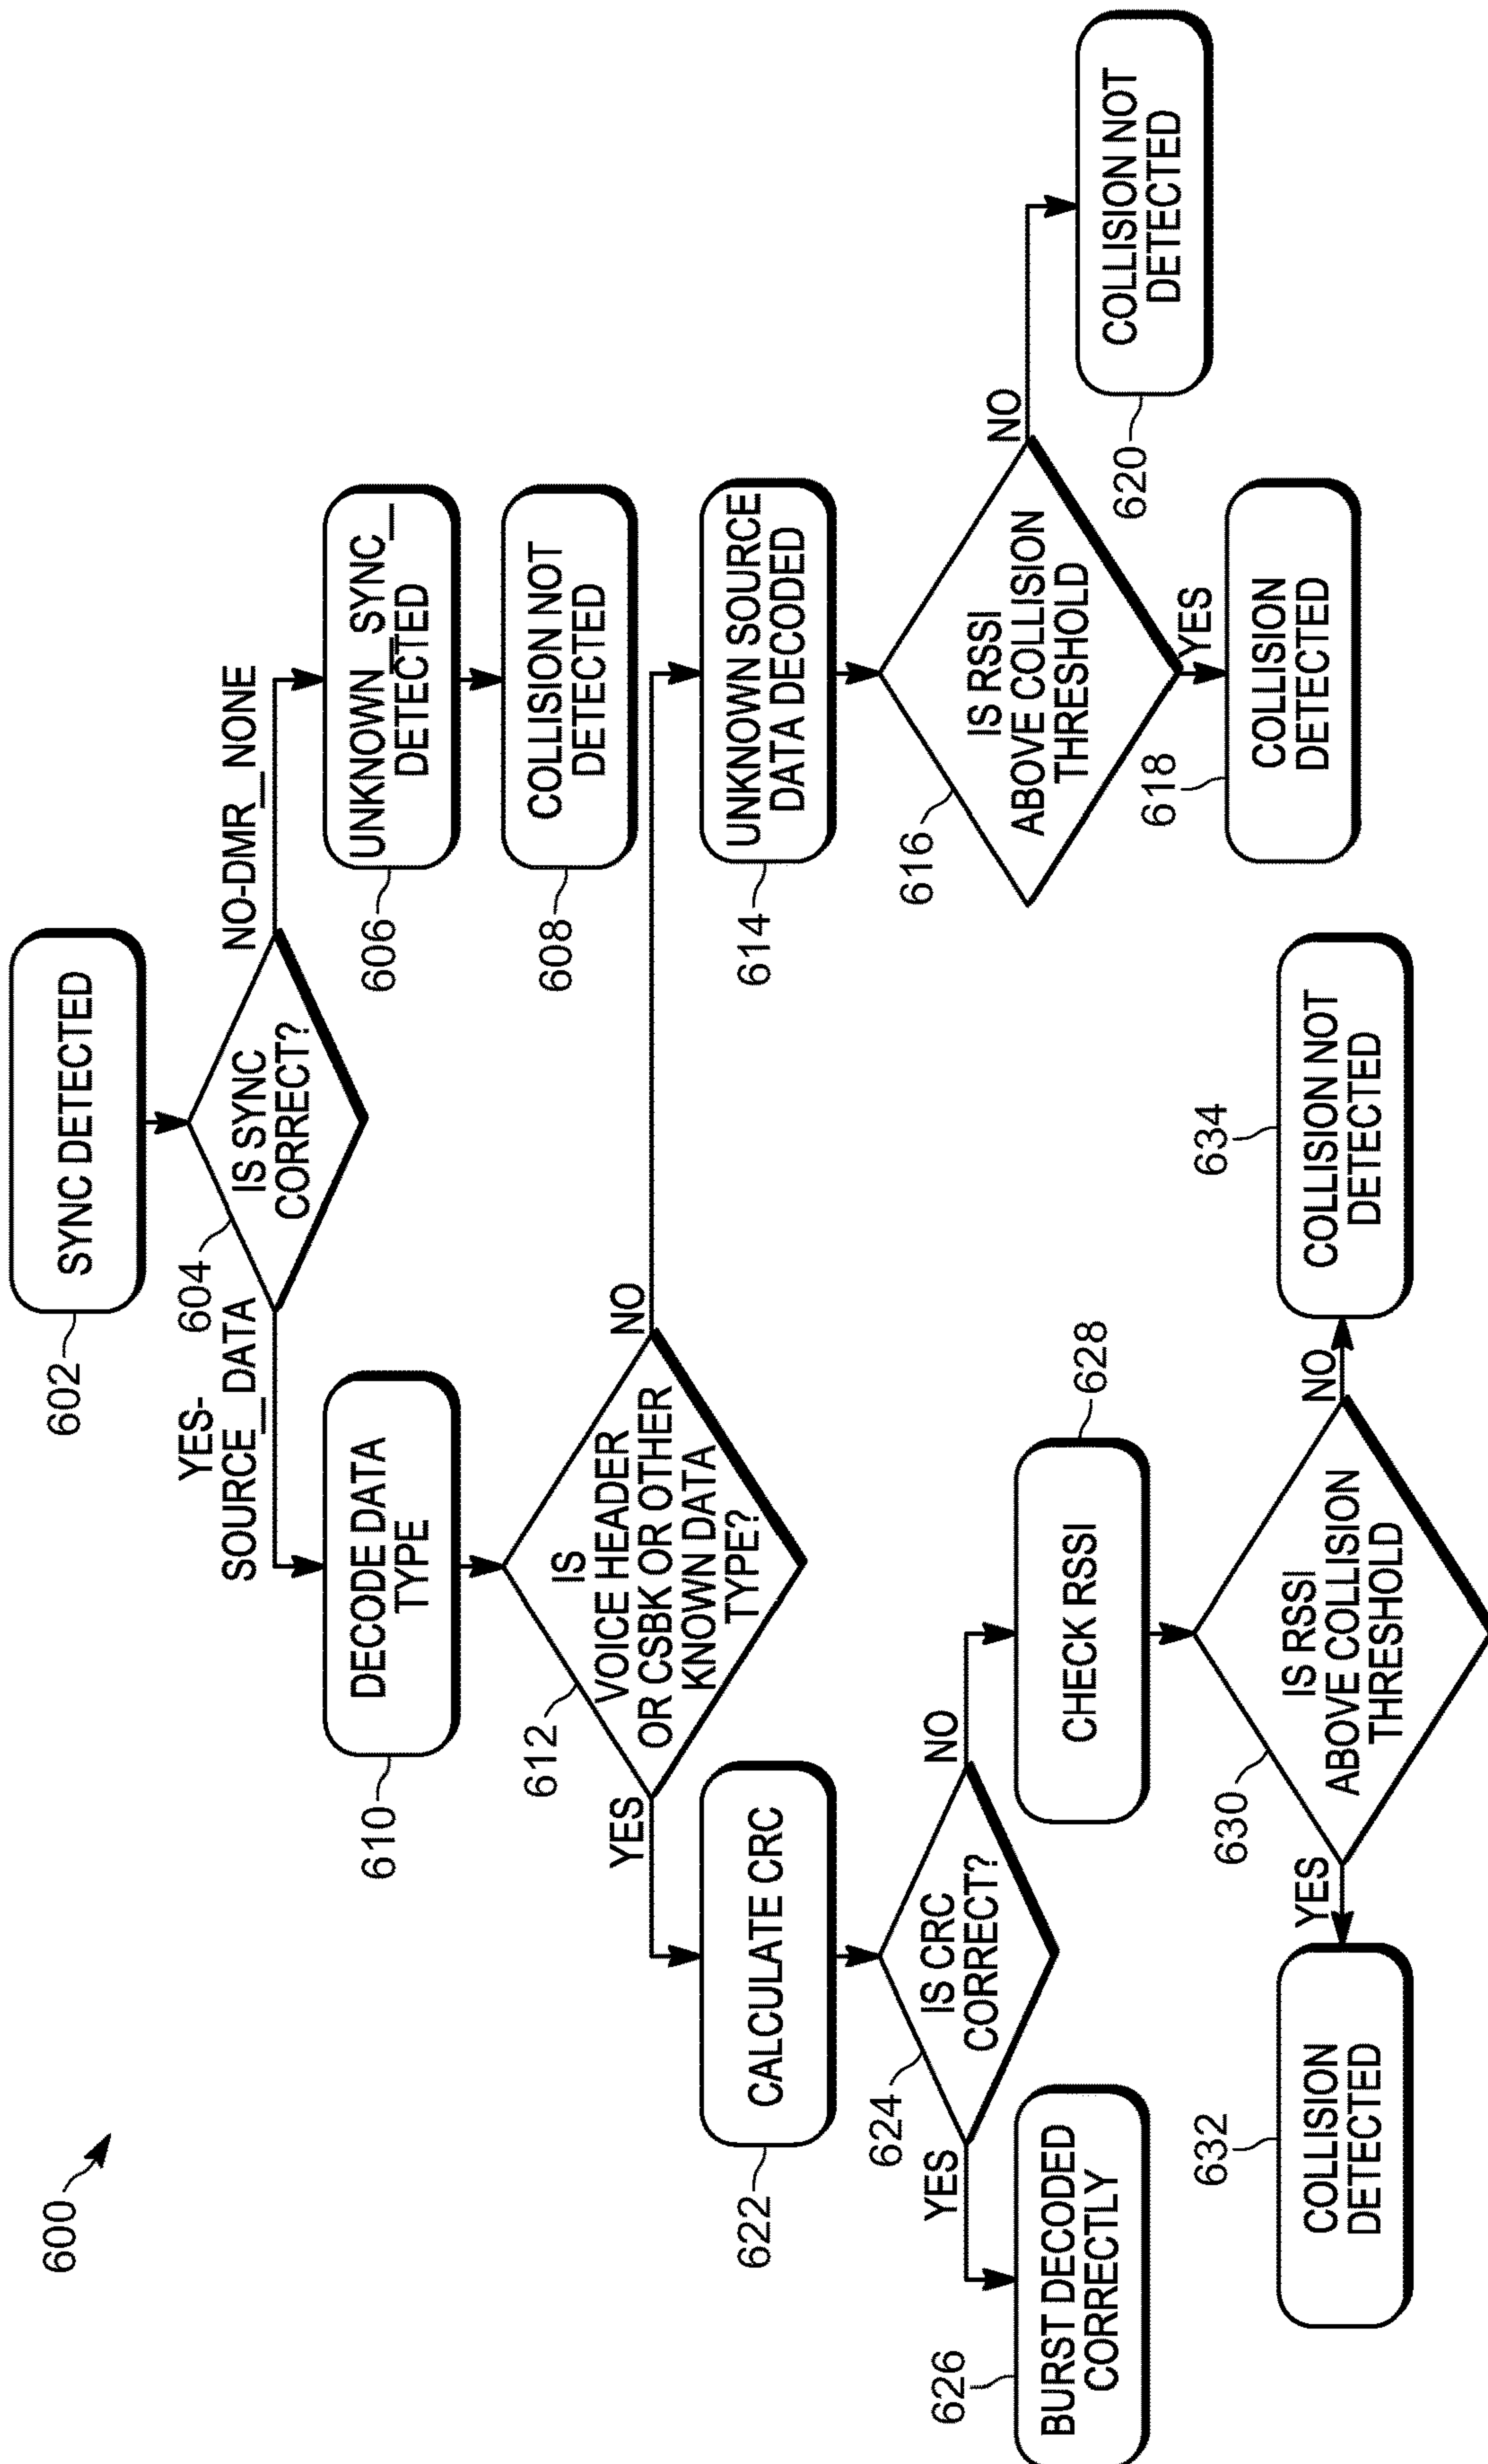 600
602
SYNC DETECTED
604
IS SYNC
CORRECT?
YES-
SOURCE_DATA
NO-DMR_NONE
606
UNKNOWN_SYNC_
DETECTED
608
COLLISION NOT
DETECTED
610
DECODE DATA
TYPE
612
IS
VOICE HEADER
OR CSBK OR OTHER
KNOWN DATA
TYPE?
YES
NO
614
UNKNOWN SOURCE
DATA DECODED
616
IS RSSI
ABOVE COLLISION
THRESHOLD
NO
YES
618
COLLISION
DETECTED
620
COLLISION NOT
DETECTED
622
CALCULATE CRC
624
IS CRC
CORRECT?
YES
NO
626
BURST DECODED
CORRECTLY
628
CHECK RSSI
630
IS RSSI
ABOVE COLLISION
THRESHOLD
YES
NO
632
COLLISION
DETECTED
634
COLLISION NOT
DETECTED